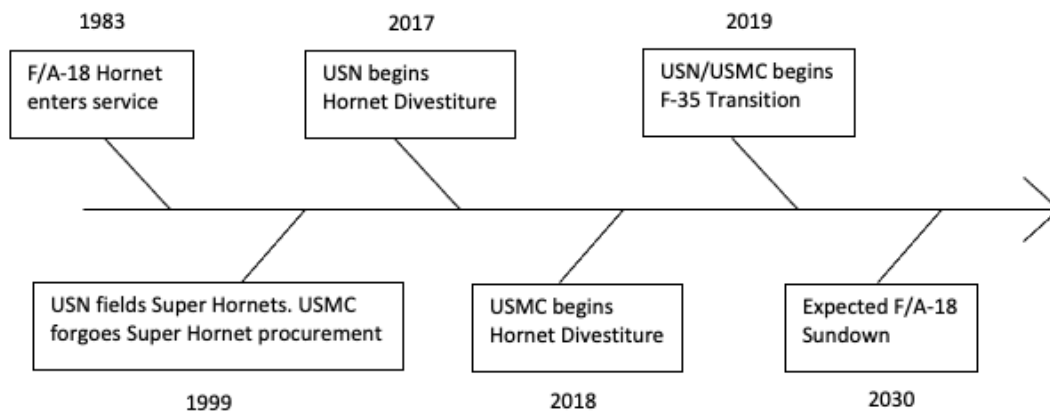 1983
F/A-18 Hornet
enters service
2017
USN begins
Hornet Divestiture
2019
USN/USMC begins
F-35 Transition
USN fields Super Hornets. USMC
forgoes Super Hornet procurement
1999
USMC begins
Hornet Divestiture
2018
Expected F/A-18
Sundown
2030